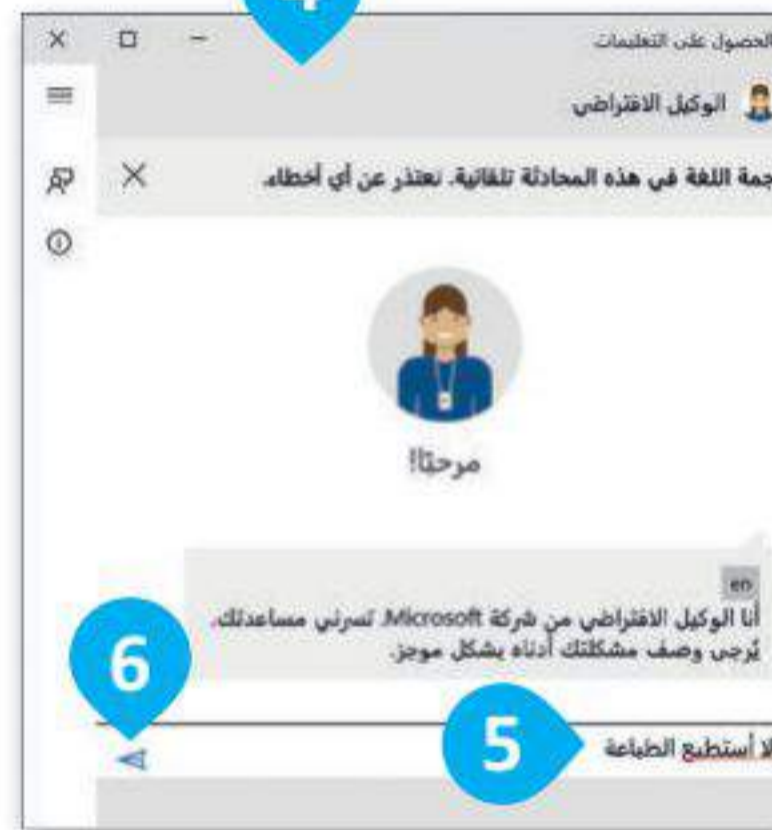 4
الحصول على التعليمات
الوكيل الافتراضي
جمة اللغة في هذه المحادثة تلقائية. نعتذر عن أي أخطاء.
مرحبًا!
en
أنا الوكيل الافتراضي من شركة Microsoft. تسرني مساعدتك.
يُرجى وصف مشكلتك أدناه بشكل موجز.
6
5
لا أستطيع الطباعة